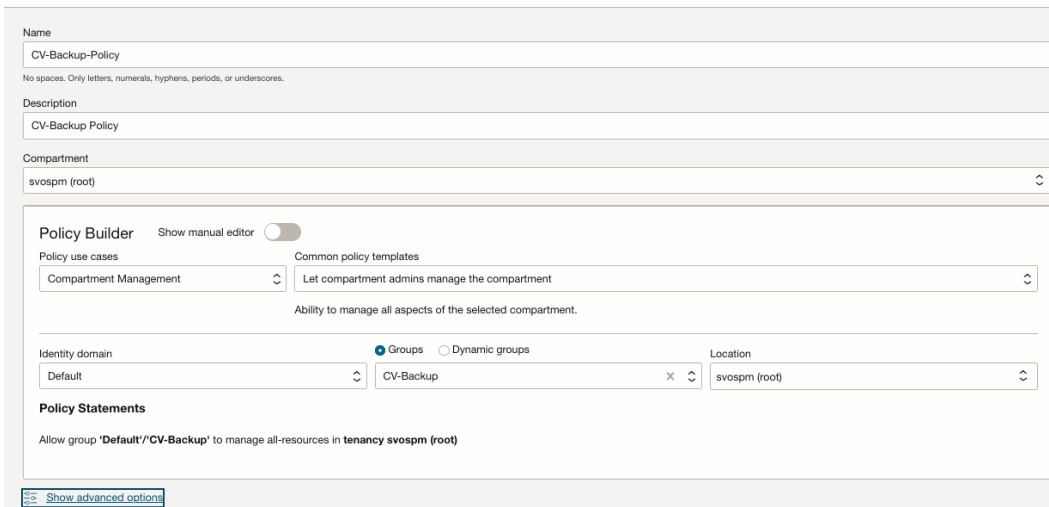 Name
CV-Backup-Policy
No spaces. Only letters, numerals, hyphens, periods, or underscores.
Description
CV-Backup Policy
Compartment
svospm (root)
Policy Builder Show manual editor
Policy use cases Common policy templates
Compartment Management Let compartment admins manage the compartment
Ability to manage all aspects of the selected compartment.
Identity domain Groups Dynamic groups Location
Default CV-Backup svospm (root)
Policy Statements
Allow group 'Default'/'CV-Backup' to manage all-resources in tenancy svospm (root)
Show advanced options